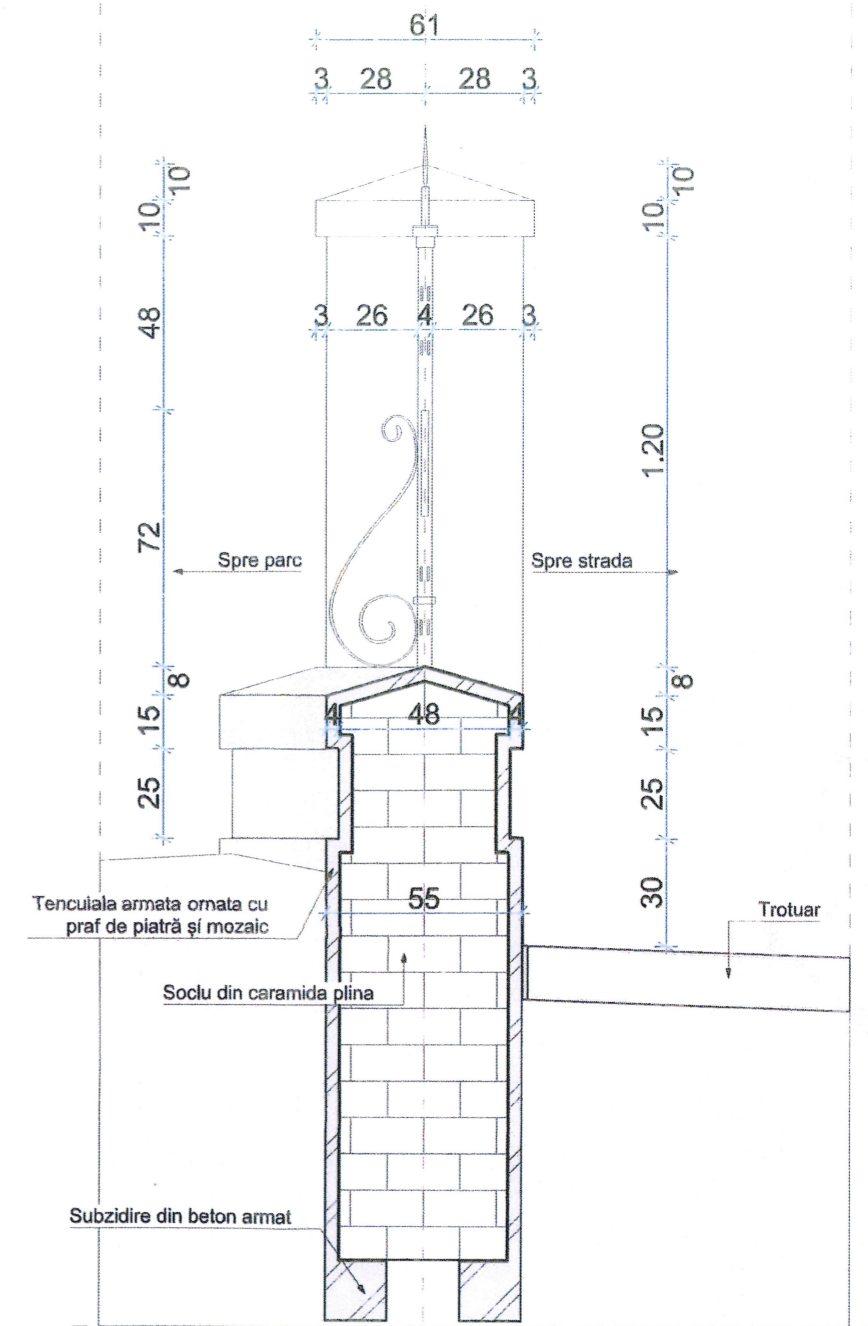 61
3 28 28 3
10 10
10 10
48
3 26 4 26 3
1.20
72
Spre parc
Spre strada
8 8
15 4 48 4 15
25 25
30
55
Tencuiala armata ornata cu
praf de piatră și mozaic
Trotuar
Soclu din caramida plina
Subzidire din beton armat